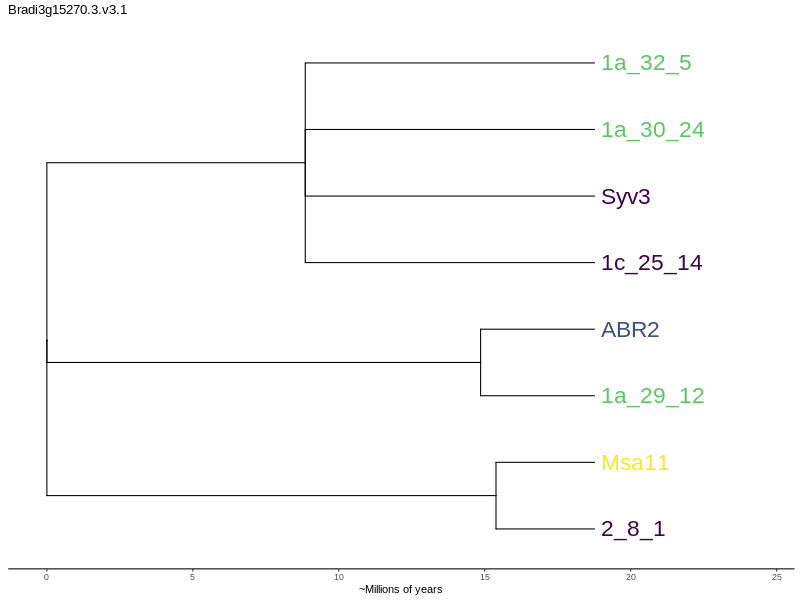 Bradi3g15270.3.v3.1
1a_32_5
1a_30_24
Syv3
1c_25_14
ABR2
1a_29_12
Msa11
2_8_1
0 5 10 15 20 25
~Millions of years